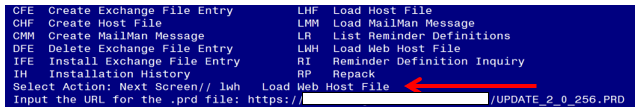 CFE  Create Exchange File Entry        LHF  Load Host File
CHF  Create Host File                  LMM  Load MailMan Message
CMM  Create MailMan Message            LR   List Reminder Definitions
DFE  Delete Exchange File Entry        LWH  Load Web Host File
IFE  Install Exchange File Entry       RI   Reminder Definition Inquiry
IH   Installation History              RP   Repack
Select Action: Next Screen// lwh   Load Web Host File
Input the URL for the .prd file: https:/ /UPDATE_2_0_256.PRD